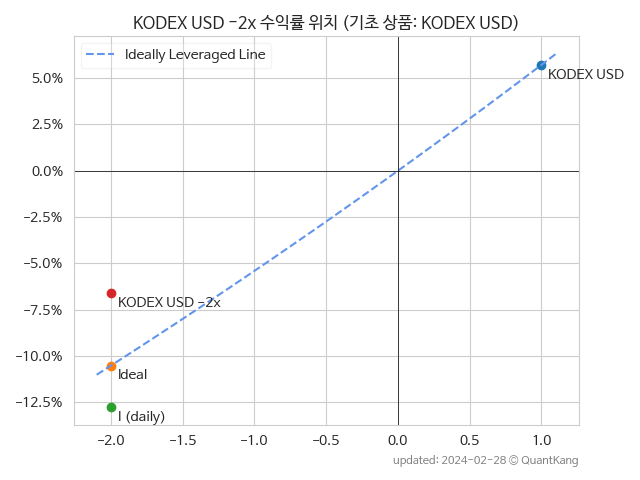 KODEX USD -2x 수익률 위치 (기초 상품: KODEX USD)
Ideally Leveraged Line
5.0%
2.5%
0.0%
-2.5%
-5.0%
-7.5%
-10.0%
-12.5%
KODEX USD
KODEX USD -2x
Ideal
I (daily)
-2.0 -1.5 -1.0 -0.5 0.0 0.5 1.0
updated: 2024-02-28 © QuantKang